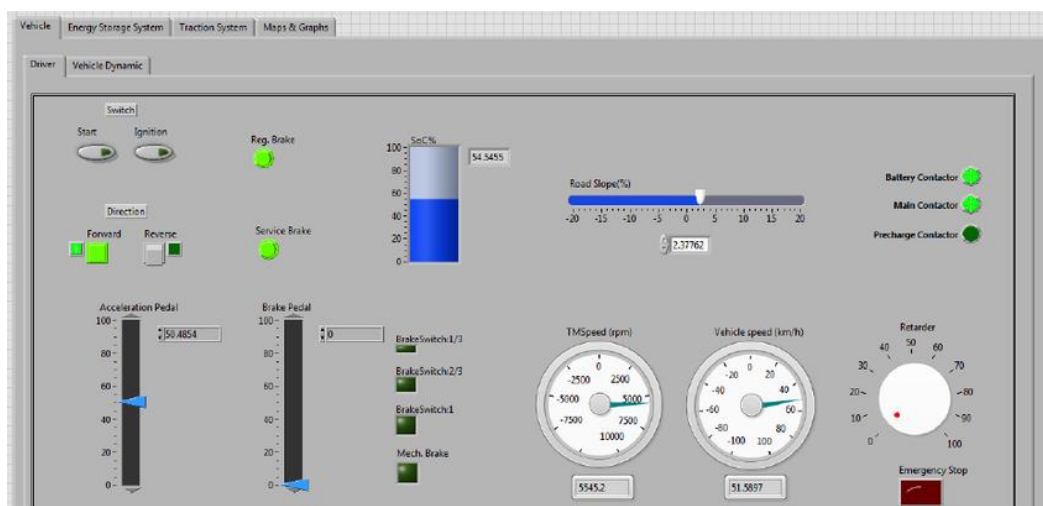 Vehicle Energy Storage System Traction System Maps & Graphs
Driver Vehicle Dynamic
Switch
Start Ignition
Reg. Brake
SoC%
100
80
60
40
20
0
54.5455
Road Slope(%)
-20 -15 -10 -5 0 5 10 15 20
2.37762
Battery Contactor
Main Contactor
Precharge Contactor
Direction
Forward Reverse
Service Brake
Acceleration Pedal
100
80
60
40
20
0
50.4854
Brake Pedal
100
80
60
40
20
0
0
BrakeSwitch:1/3
BrakeSwitch:2/3
BrakeSwitch:1
Mech. Brake
TMSpeed (rpm)
0
-2500 2500
-5000 5000
-7500 7500
10000
5545.2
Vehicle speed (km/h)
0
-20 20
-40 40
-60 60
-80 80
-100 100
51.5897
Retarder
50
40 60
30 70
20 80
10 90
0 100
Emergency Stop